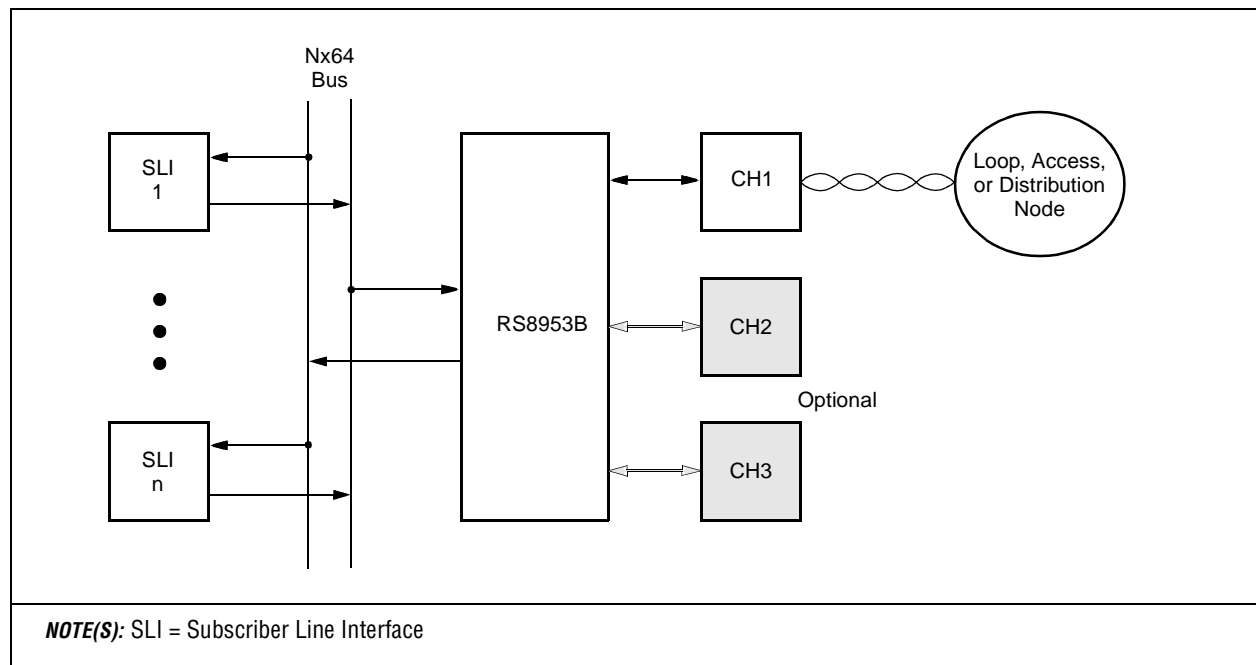 Nx64
Bus
SLI
1
SLI
n
RS8953B
CH1
CH2
Optional
CH3
Loop, Access,
or Distribution
Node
NOTE(S): SLI = Subscriber Line Interface